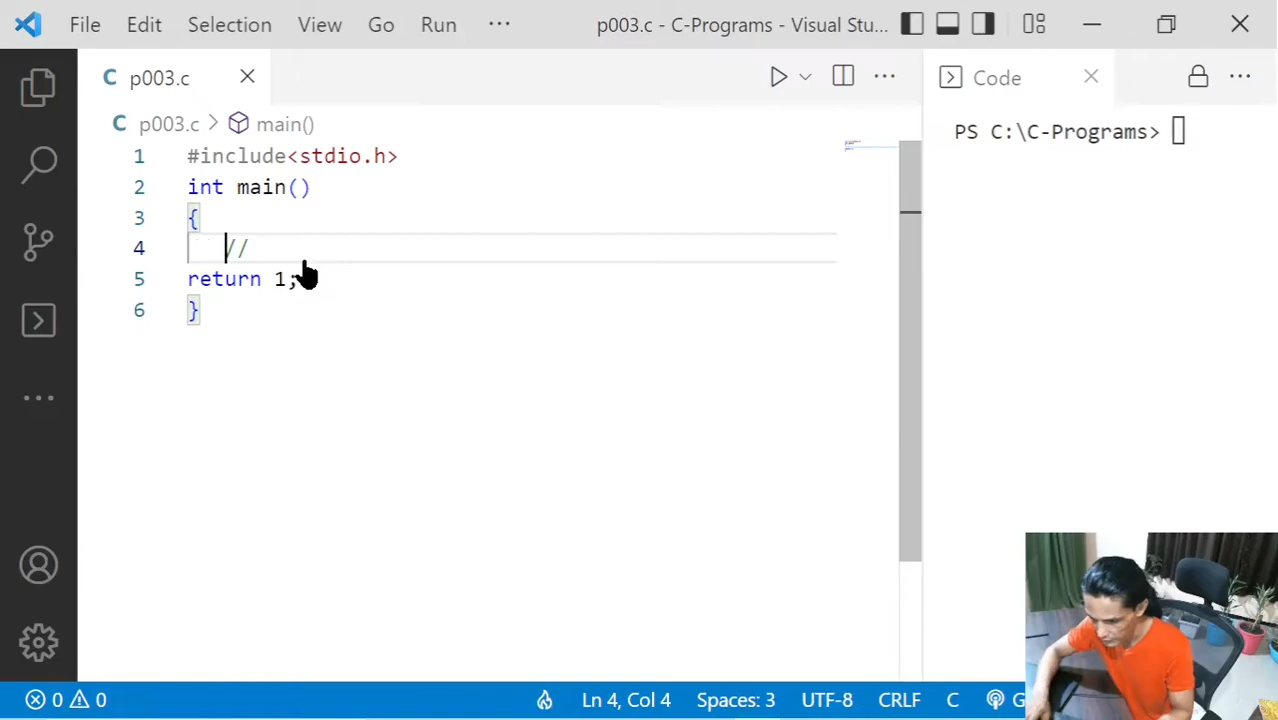 File Edit Selection View Go Run ··· p003.c - C-Programs - Visual Stu...
C p003.c
Code
C p003.c > main()
PS C:\C-Programs>
1 #include<stdio.h>
2 int main()
3 {
4 //
5 return 1;
6 }
0 0 Ln 4, Col 4 Spaces: 3 UTF-8 CRLF C G